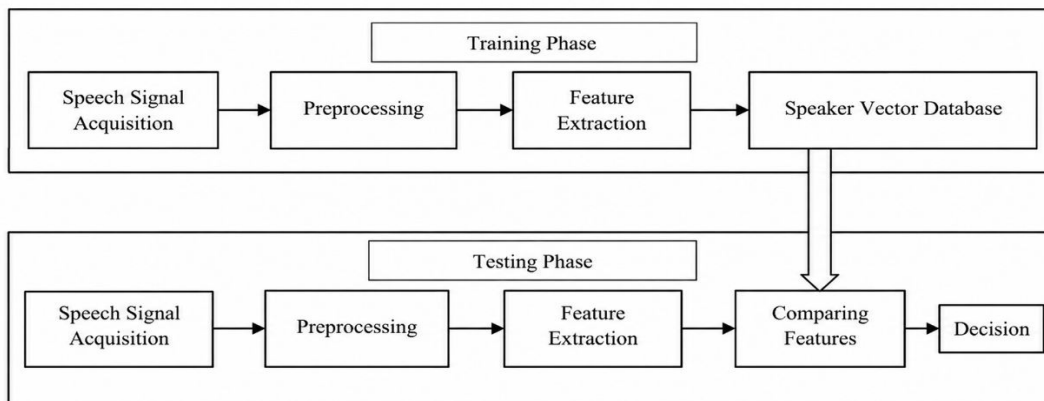 Training Phase
Speech Signal
Acquisition
Preprocessing
Feature
Extraction
Speaker Vector Database
Testing Phase
Speech Signal
Acquisition
Preprocessing
Feature
Extraction
Comparing
Features
Decision